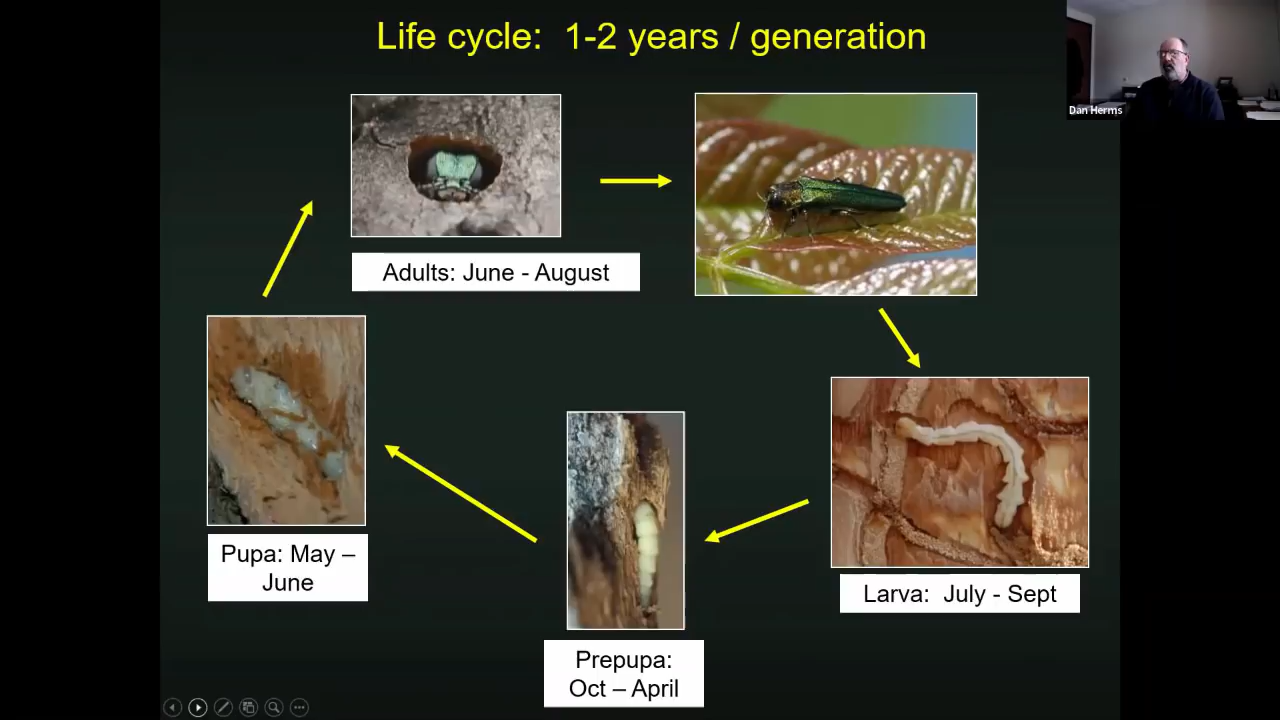 Life cycle:  1-2 years / generation
Dan Herms
Adults: June - August
Pupa: May –
June
Larva:  July - Sept
Prepupa:
Oct – April